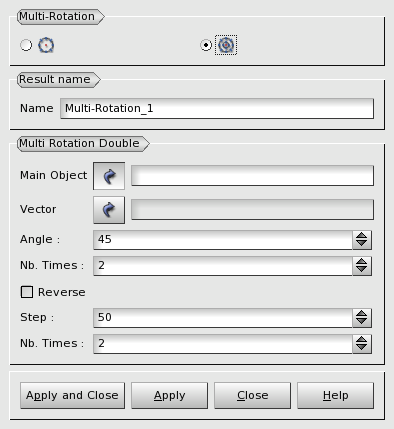 Multi-Rotation
Result name
Name Multi-Rotation_1
Multi Rotation Double
Main Object
Vector
Angle : 45
Nb. Times : 2
Reverse
Step : 50
Nb. Times : 2
Apply and Close Apply Close Help